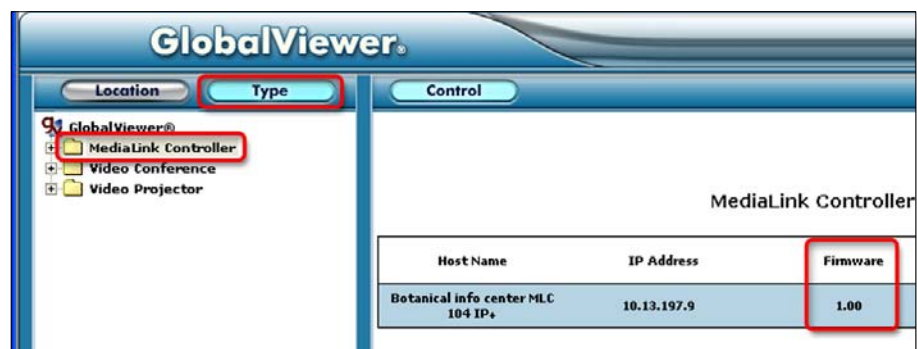 GlobalViewer®
Location Type Control
GlobalViewer®
MediaLink Controller
Video Conference
Video Projector
MediaLink Controller
Host Name IP Address Firmware
Botanical info center MLC
104 IP+ 10.13.197.9 1.00